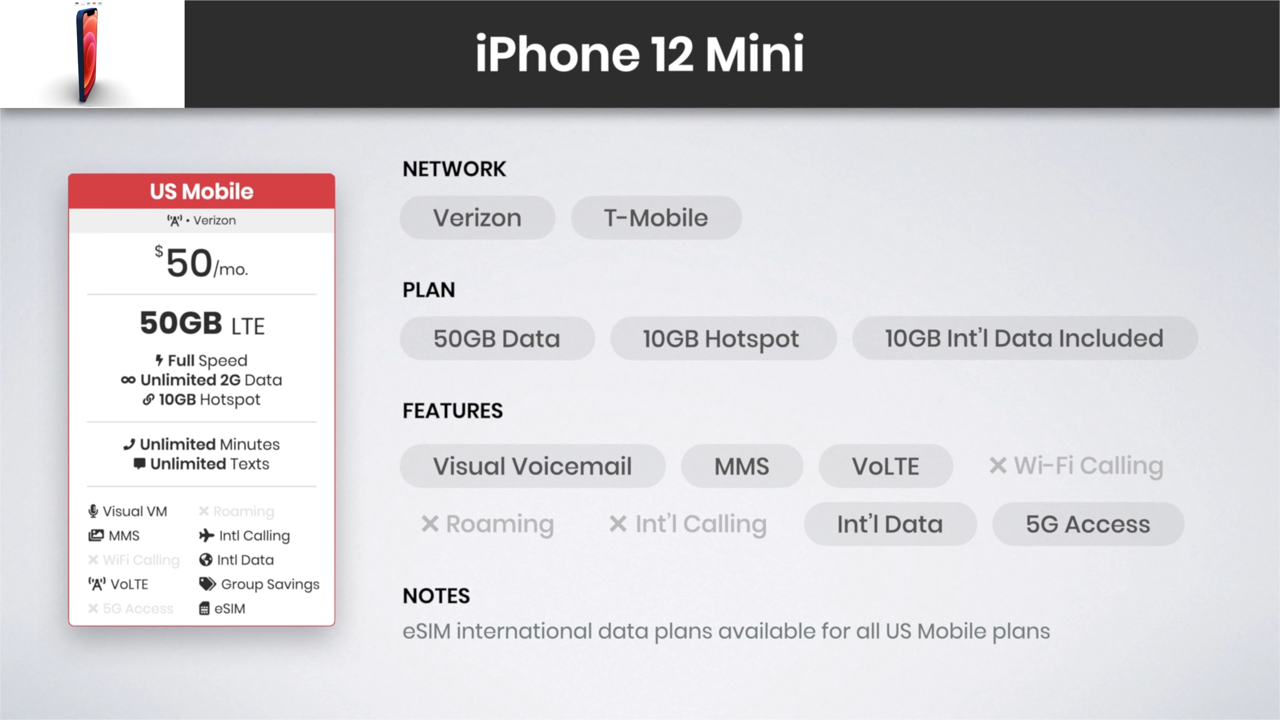 iPhone 12 Mini
US Mobile
• Verizon
$50/mo.
50GB LTE
Full Speed
Unlimited 2G Data
10GB Hotspot
Unlimited Minutes
Unlimited Texts
Visual VM
Roaming
MMS
Intl Calling
WiFi Calling
Intl Data
VoLTE
Group Savings
5G Access
eSIM
NETWORK
Verizon T-Mobile
PLAN
50GB Data 10GB Hotspot 10GB Int'l Data Included
FEATURES
Visual Voicemail MMS VoLTE Wi-Fi Calling
Roaming Int'l Calling Int'l Data 5G Access
NOTES
eSIM international data plans available for all US Mobile plans